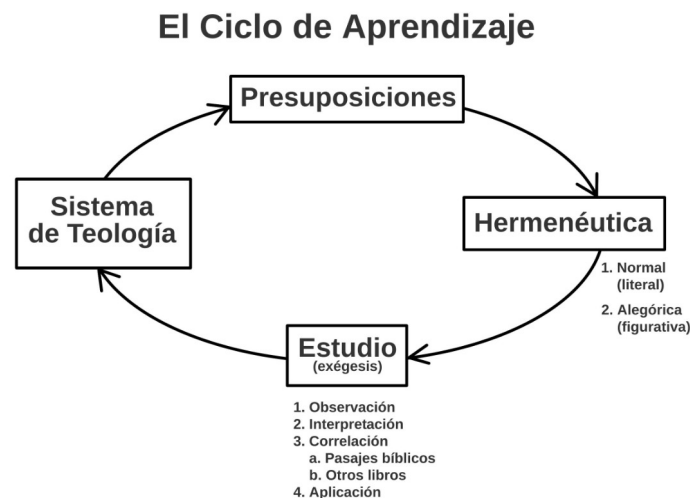 El Ciclo de Aprendizaje
Presuposiciones
Sistema
de Teología
Hermenéutica
1. Normal
(literal)
2. Alegórica
(figurativa)
Estudio
(exégesis)
1. Observación
2. Interpretación
3. Correlación
a. Pasajes bíblicos
b. Otros libros
4. Aplicación